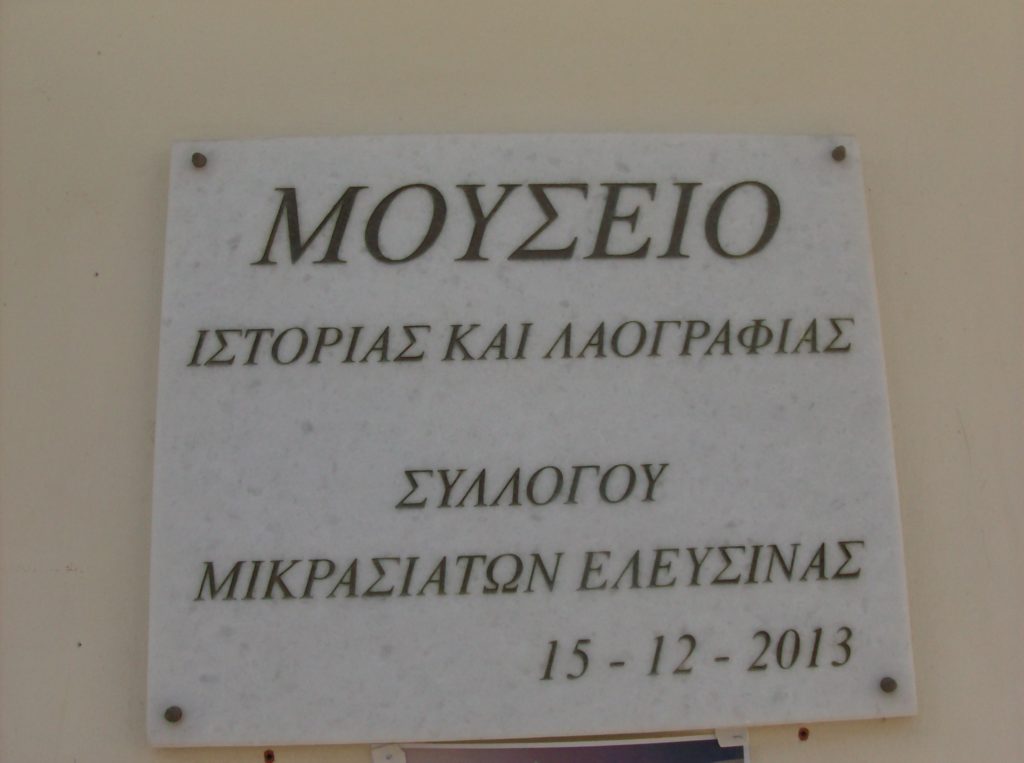 ΜΟΥΣΕΙΟ
ΙΣΤΟΡΙΑΣ ΚΑΙ ΛΑΟΓΡΑΦΙΑΣ
ΣΥΛΛΟΓΟΥ
ΜΙΚΡΑΣΙΑΤΩΝ ΕΛΕΥΣΙΝΑΣ
15 - 12 - 2013